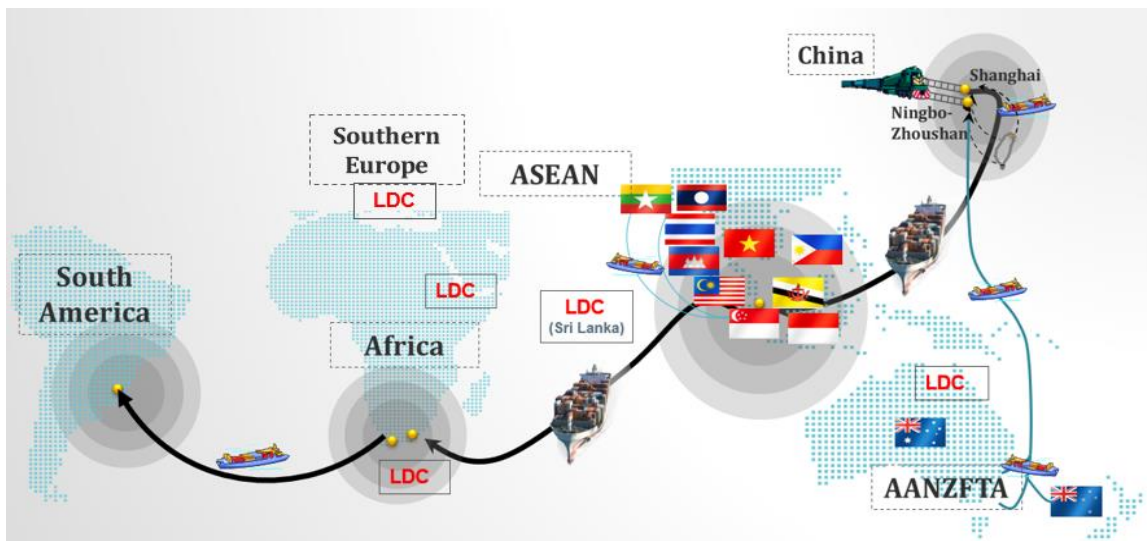 China
Shanghai
Ningbo-
Zhoushan
Southern
Europe
LDC
ASEAN
South
America
LDC
LDC
(Sri Lanka)
Africa
LDC
LDC
AANZFTA